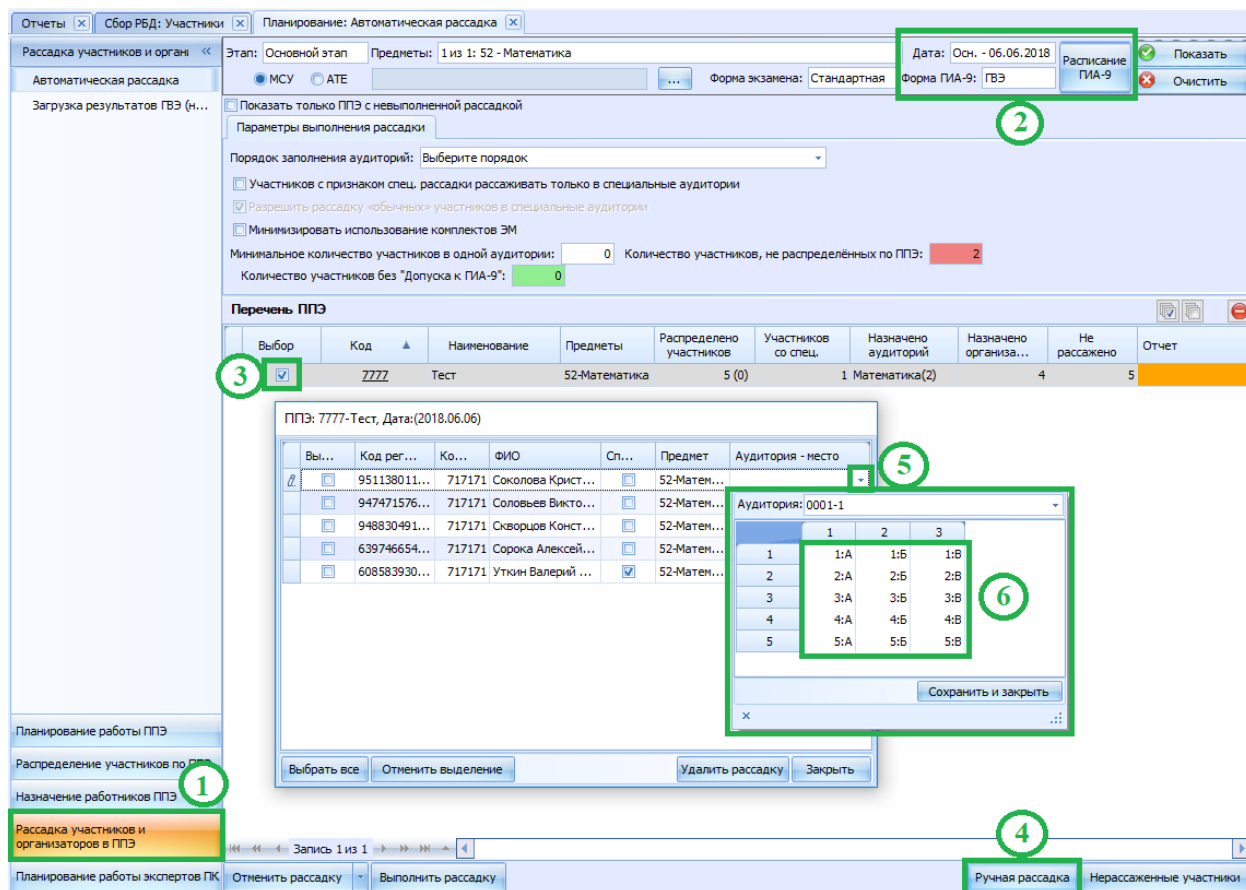 Отчеты Сбор РБД: Участники Планирование: Автоматическая рассадка
Рассадка участников и органи «
Автоматическая рассадка
Загрузка результатов ГВЭ (н...
Этап: Основной этап Предметы: 1 из 1: 52 - Математика Дата: Осн. - 06.06.2018 Расписание ГИА-9 Показать
МСУ АТЕ ... Форма экзамена: Стандартная Форма ГИА-9: ГВЭ Очистить
2
Показать только ППЭ с невыполненной рассадкой
Параметры выполнения рассадки
Порядок заполнения аудиторий: Выберите порядок
Участников с признаком спец. рассадки рассаживать только в специальные аудитории
Разрешить рассадку «обычных» участников в специальные аудитории
Минимизировать использование комплектов ЭМ
Минимальное количество участников в одной аудитории: 0 Количество участников, не распределённых по ППЭ: 2
Количество участников без "Допуска к ГИА-9": 0
Перечень ППЭ
Выбор Код Наименование Предметы Распределено участников Участников со спец. Назначено аудиторий Назначено организа... Не рассажено Отчет
3 7777 Тест 52-Математика 5 (0) 1 Математика(2) 4 5
ППЭ: 7777-Тест, Дата:(2018.06.06)
Вы... Код рег... Ко... ФИО Сп... Предмет Аудитория - место
951138011... 717171 Соколова Крист... 52-Матем...
947471576... 717171 Соловьев Викто... 52-Матем...
948830491... 717171 Скворцов Конст... 52-Матем...
639746654... 717171 Сорока Алексей... 52-Матем...
608583930... 717171 Уткин Валерий ... 52-Матем...
5
Аудитория: 0001-1
1 2 3
1 1:А 1:Б 1:В
2 2:А 2:Б 2:В
3 3:А 3:Б 3:В
4 4:А 4:Б 4:В
5 5:А 5:Б 5:В
6
Сохранить и закрыть
Выбрать все Отменить выделение Удалить рассадку Закрыть
Планирование работы ППЭ
Распределение участников по ППЭ
1
Назначение работников ППЭ
Рассадка участников и
организаторов в ППЭ
Планирование работы экспертов ПК
Запись 1 из 1
4
Отменить рассадку Выполнить рассадку Ручная рассадка Нерассаженные участники